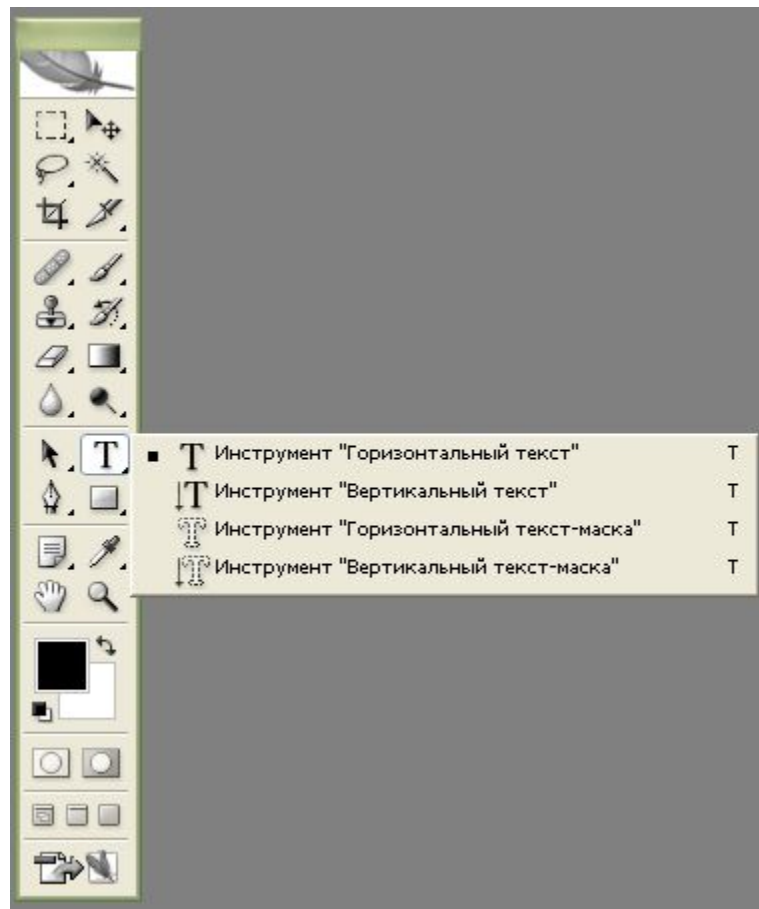 T Инструмент "Горизонтальный текст" T
T Инструмент "Вертикальный текст" T
T Инструмент "Горизонтальный текст-маска" T
T Инструмент "Вертикальный текст-маска" T